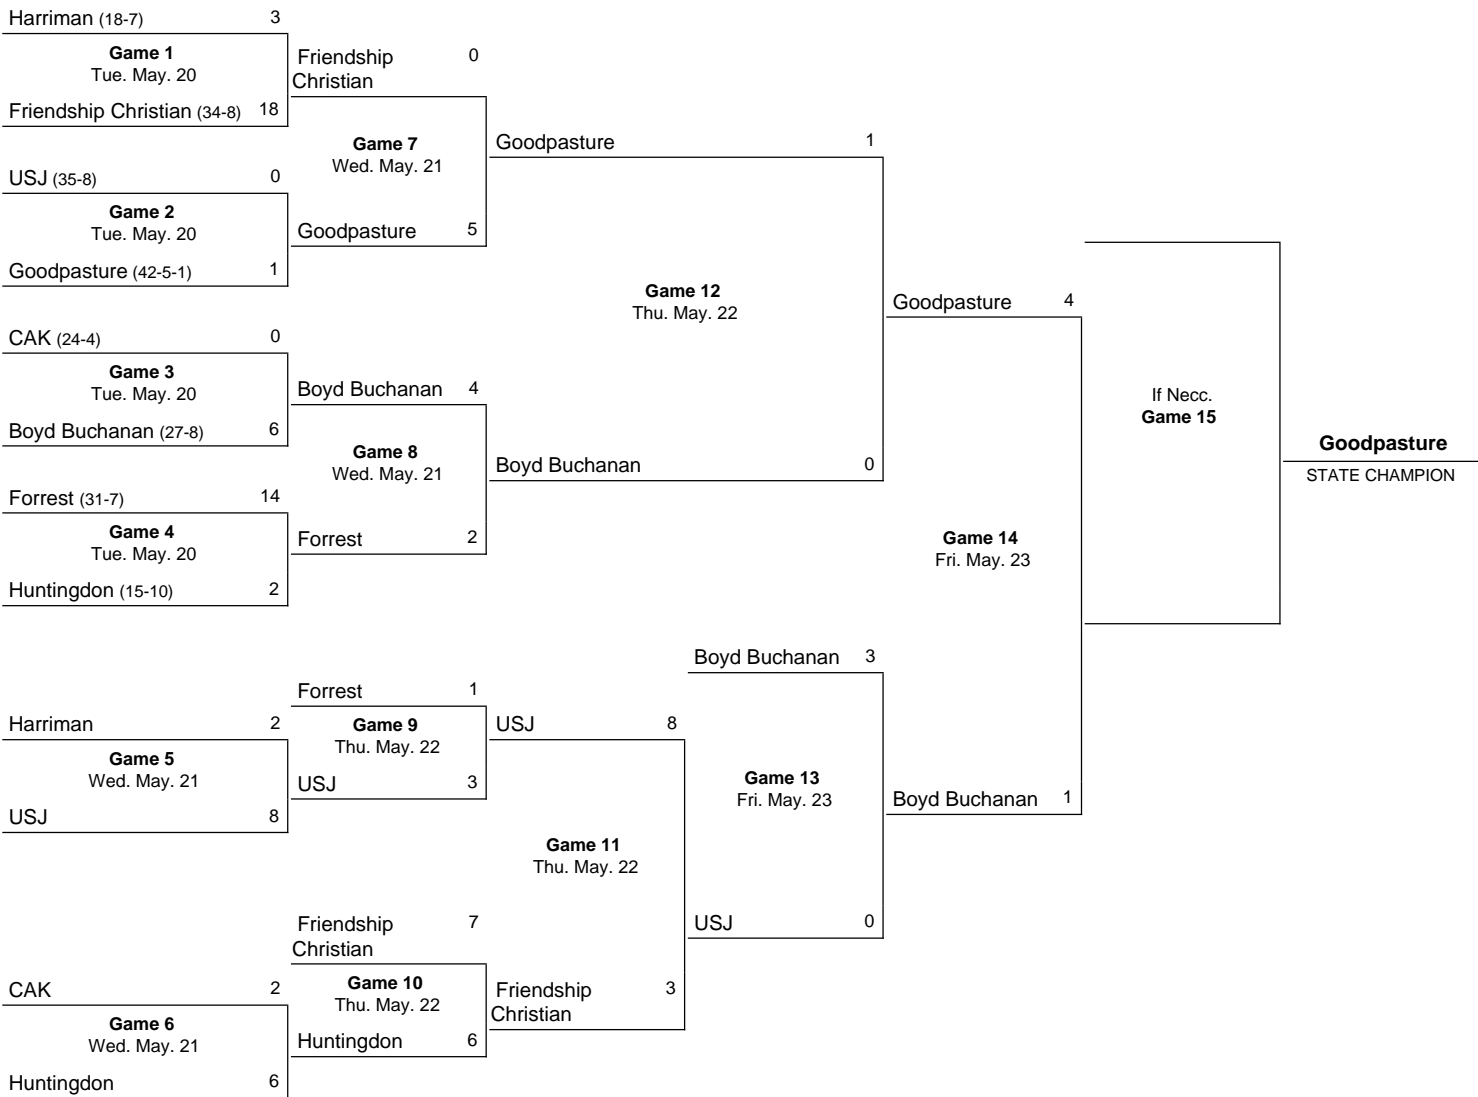 Harriman (18-7) 3
Game 1
Tue. May. 20
Friendship Christian (34-8) 18
USJ (35-8) 0
Game 2
Tue. May. 20
Goodpasture (42-5-1) 1
CAK (24-4) 0
Game 3
Tue. May. 20
Boyd Buchanan (27-8) 6
Forrest (31-7) 14
Game 4
Tue. May. 20
Huntingdon (15-10) 2
Harriman 2
Game 5
Wed. May. 21
USJ 8
CAK 2
Game 6
Wed. May. 21
Huntingdon 6
Friendship 0
Christian
Game 7
Wed. May. 21
Goodpasture 5
Boyd Buchanan 4
Game 8
Wed. May. 21
Forrest 2
Forrest 1
Game 9
Thu. May. 22
USJ 3
Friendship 7
Christian
Game 10
Thu. May. 22
Huntingdon 6
Goodpasture 1
Game 12
Thu. May. 22
Boyd Buchanan 0
USJ 8
Game 11
Thu. May. 22
Friendship 3
Christian
Boyd Buchanan 3
Game 13
Fri. May. 23
USJ 0
Goodpasture 4
Game 14
Fri. May. 23
Boyd Buchanan 1
If Necc.
Game 15
Goodpasture
STATE CHAMPION